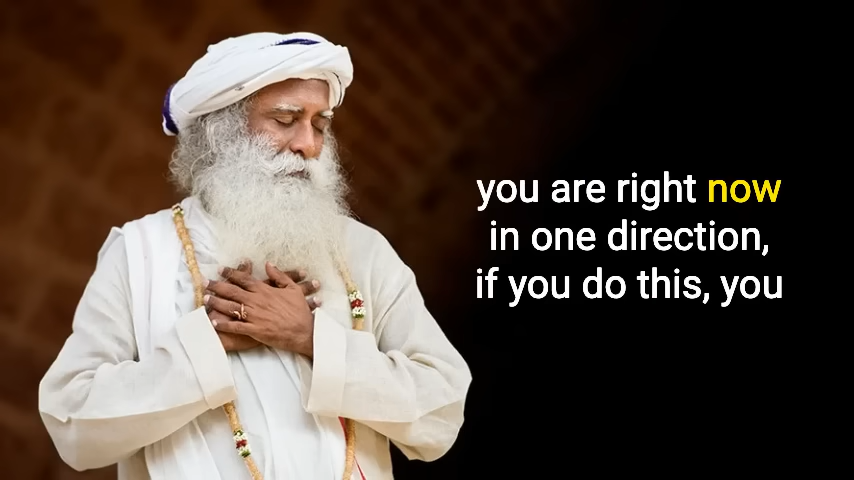 you are right now
in one direction,
if you do this, you